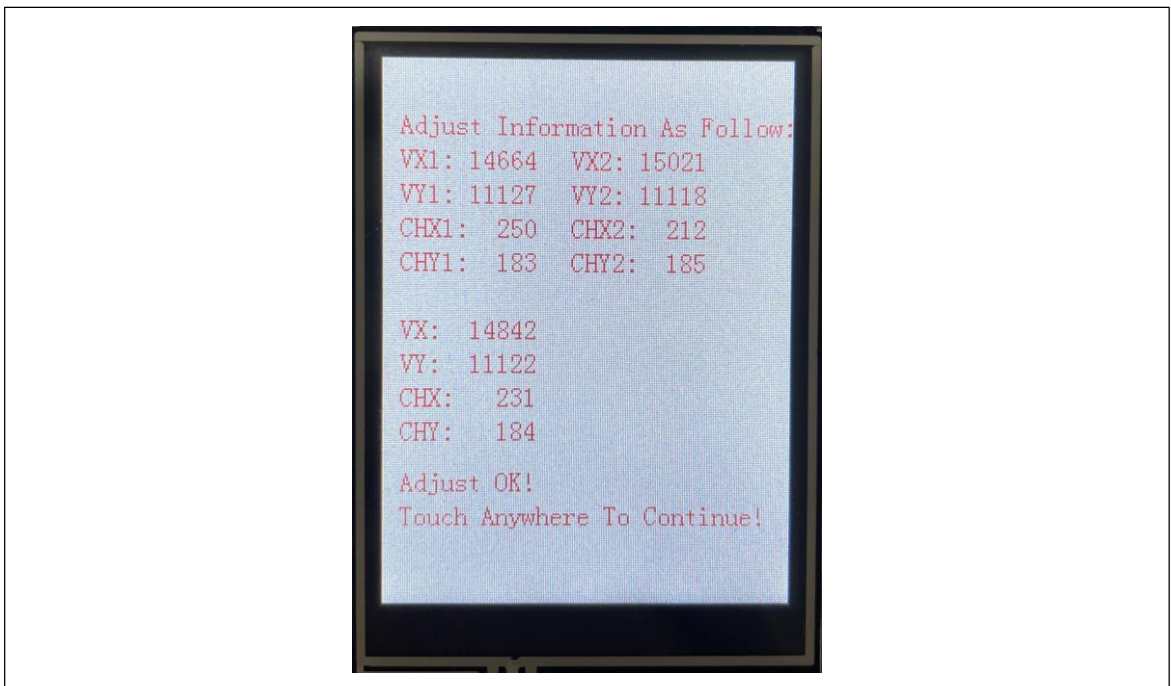 Adjust Information As Follow:
VX1: 14664 VX2: 15021
VY1: 11127 VY2: 11118
CHX1: 250 CHX2: 212
CHY1: 183 CHY2: 185
VX: 14842
VY: 11122
CHX: 231
CHY: 184
Adjust OK!
Touch Anywhere To Continue!